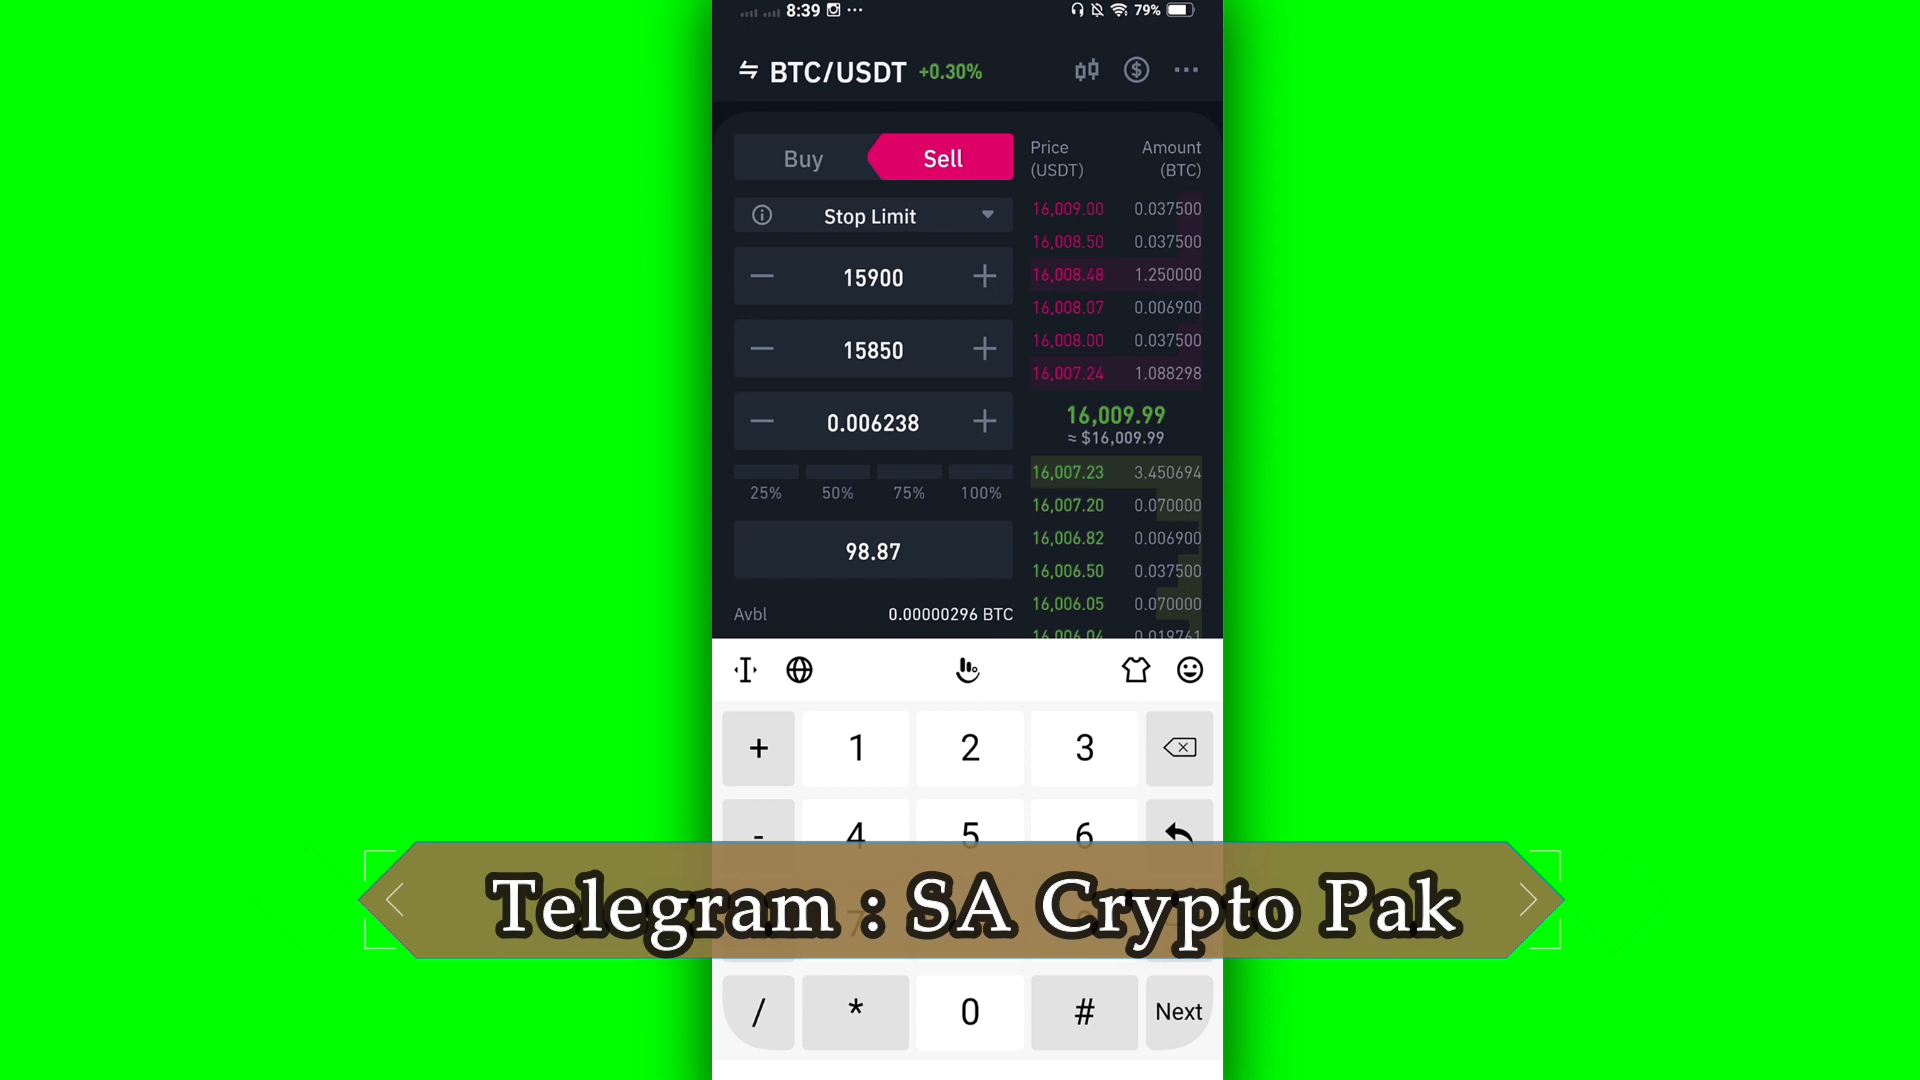 8:39
79%
BTC/USDT +0.30%
Buy
Sell
Stop Limit
15900
15850
0.006238
25% 50% 75% 100%
98.87
Avbl 0.00000296 BTC
Price (USDT) Amount (BTC)
16,009.00 0.037500
16,008.50 0.037500
16,008.48 1.250000
16,008.07 0.006900
16,008.00 0.037500
16,007.24 1.088298
16,009.99
≈ $16,009.99
16,007.23 3.450694
16,007.20 0.070000
16,006.82 0.006900
16,006.50 0.037500
16,006.05 0.070000
16,006.04 0.019761
+ 1 2 3
- 4 5 6
Telegram : SA Crypto Pak
/ * 0 # Next